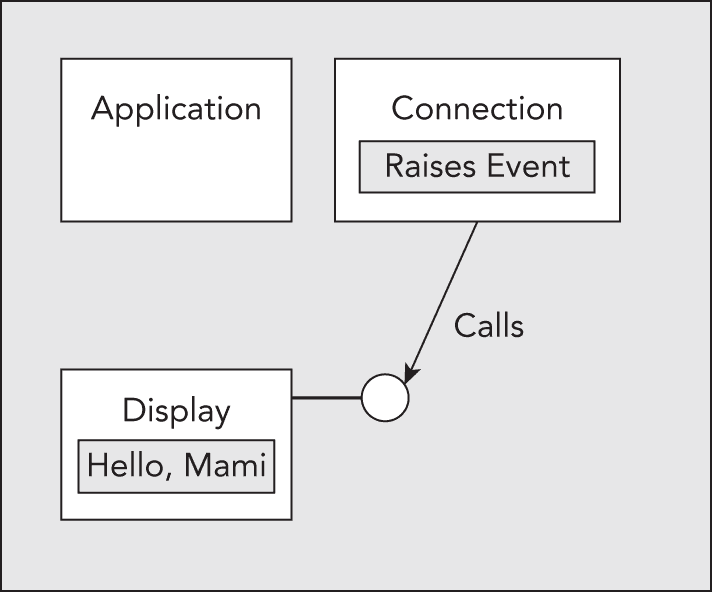 Application
Connection
Raises Event
Calls
Display
Hello, Mami